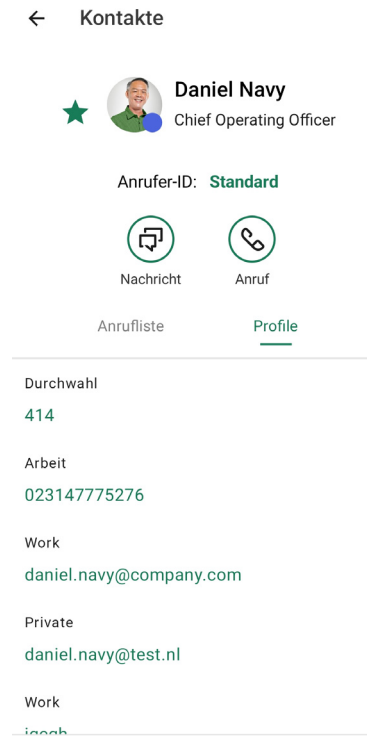 Kontakte
Daniel Navy
Chief Operating Officer
Anrufer-ID: Standard
Nachricht Anruf
Anrufliste Profile
Durchwahl
414
Arbeit
023147775276
Work
daniel.navy@company.com
Private
daniel.navy@test.nl
Work